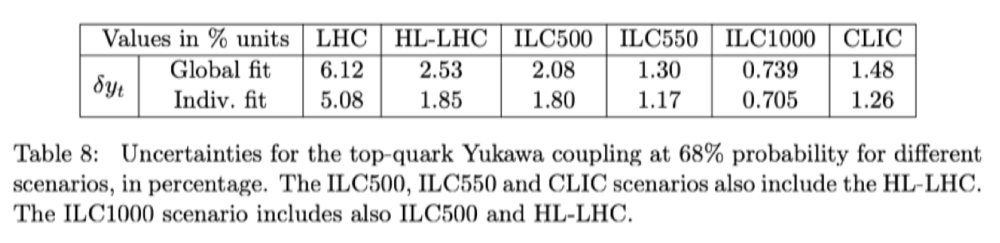 Values in % units LHC HL-LHC ILC500 ILC550 ILC1000 CLIC
δyt Global fit 6.12 2.53 2.08 1.30 0.739 1.48
Indiv. fit 5.08 1.85 1.80 1.17 0.705 1.26
Table 8: Uncertainties for the top-quark Yukawa coupling at 68% probability for different
scenarios, in percentage. The ILC500, ILC550 and CLIC scenarios also include the HL-LHC.
The ILC1000 scenario includes also ILC500 and HL-LHC.